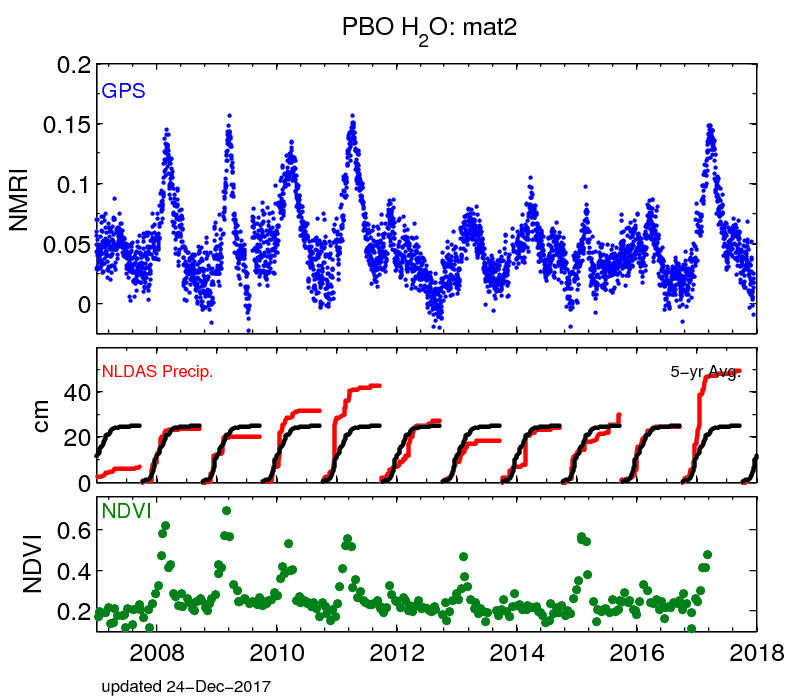 PBO H2O: mat2
GPS
NMRI
0.2
0.15
0.1
0.05
0
NLDAS Precip.
5-yr Avg.
cm
40
20
0
NDVI
NDVI
0.6
0.4
0.2
2008 2010 2012 2014 2016 2018
updated 24-Dec-2017